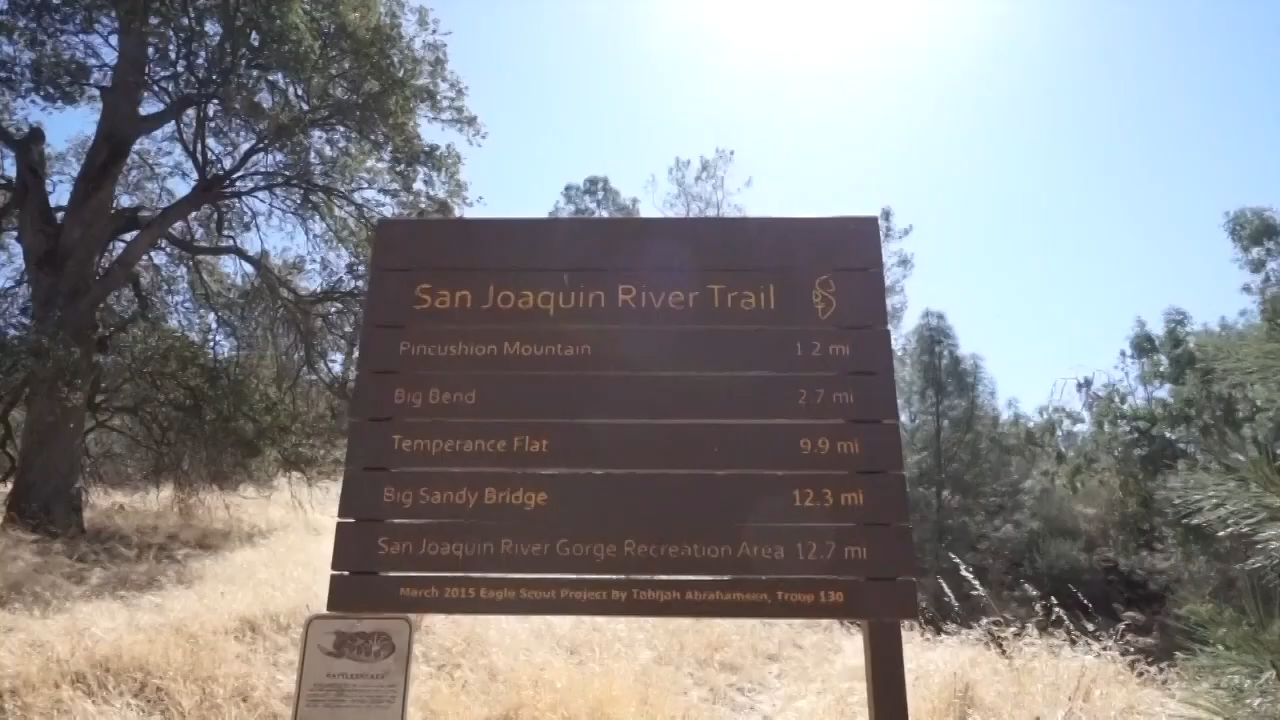 San Joaquin River Trail
Pincushion Mountain 1.2 mi
Big Bend 2.7 mi
Temperance Flat 9.9 mi
Big Sandy Bridge 12.3 mi
San Joaquin River Gorge Recreation Area 12.7 mi
March 2015 Eagle Scout Project by Tobijah Abrahamsen, Troop 130
RATTLESNAKES